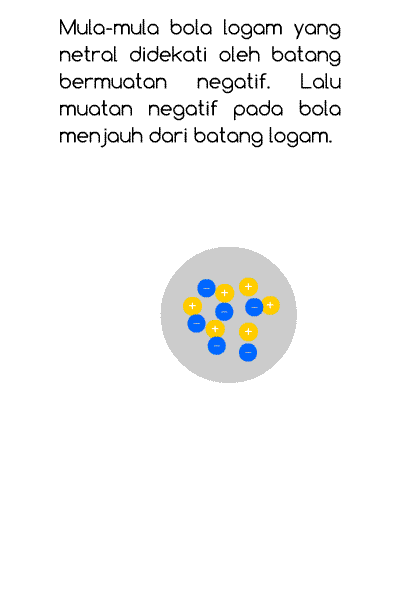 Mula-mula bola logam yang
netral didekati oleh batang
bermuatan negatif. Lalu
muatan negatif pada bola
menjauh dari batang logam.
− + +
+ − − +
− + +
− −